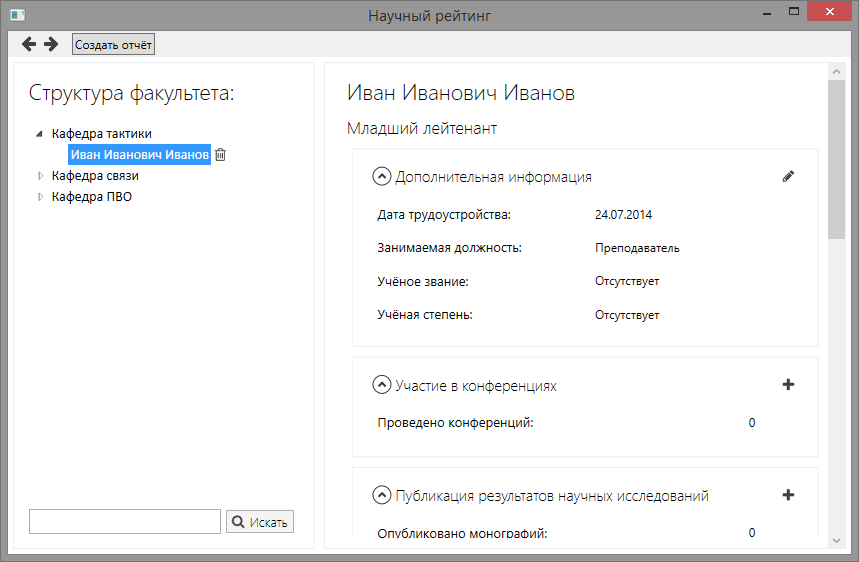 Научный рейтинг
Создать отчёт
Структура факультета:
Кафедра тактики
Иван Иванович Иванов
Кафедра связи
Кафедра ПВО
Искать
Иван Иванович Иванов
Младший лейтенант
Дополнительная информация
Дата трудоустройства: 24.07.2014
Занимаемая должность: Преподаватель
Учёное звание: Отсутствует
Учёная степень: Отсутствует
Участие в конференциях
Проведено конференций: 0
Публикация результатов научных исследований
Опубликовано монографий: 0